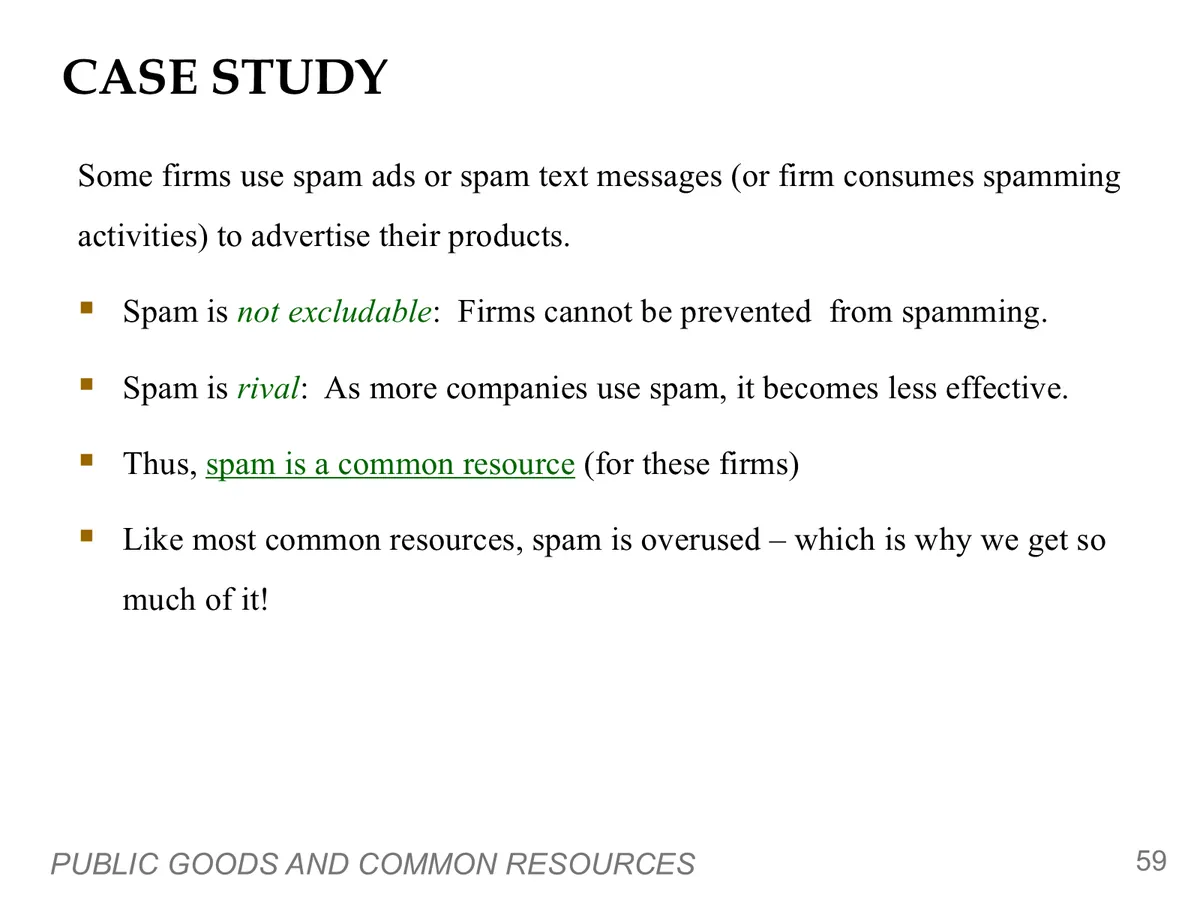 CASE STUDY
Some firms use spam ads or spam text messages (or firm consumes spamming
activities) to advertise their products.
▪ Spam is not excludable:  Firms cannot be prevented  from spamming.
▪ Spam is rival:  As more companies use spam, it becomes less effective.
▪ Thus, spam is a common resource (for these firms)
▪ Like most common resources, spam is overused – which is why we get so
much of it!
PUBLIC GOODS AND COMMON RESOURCES
59